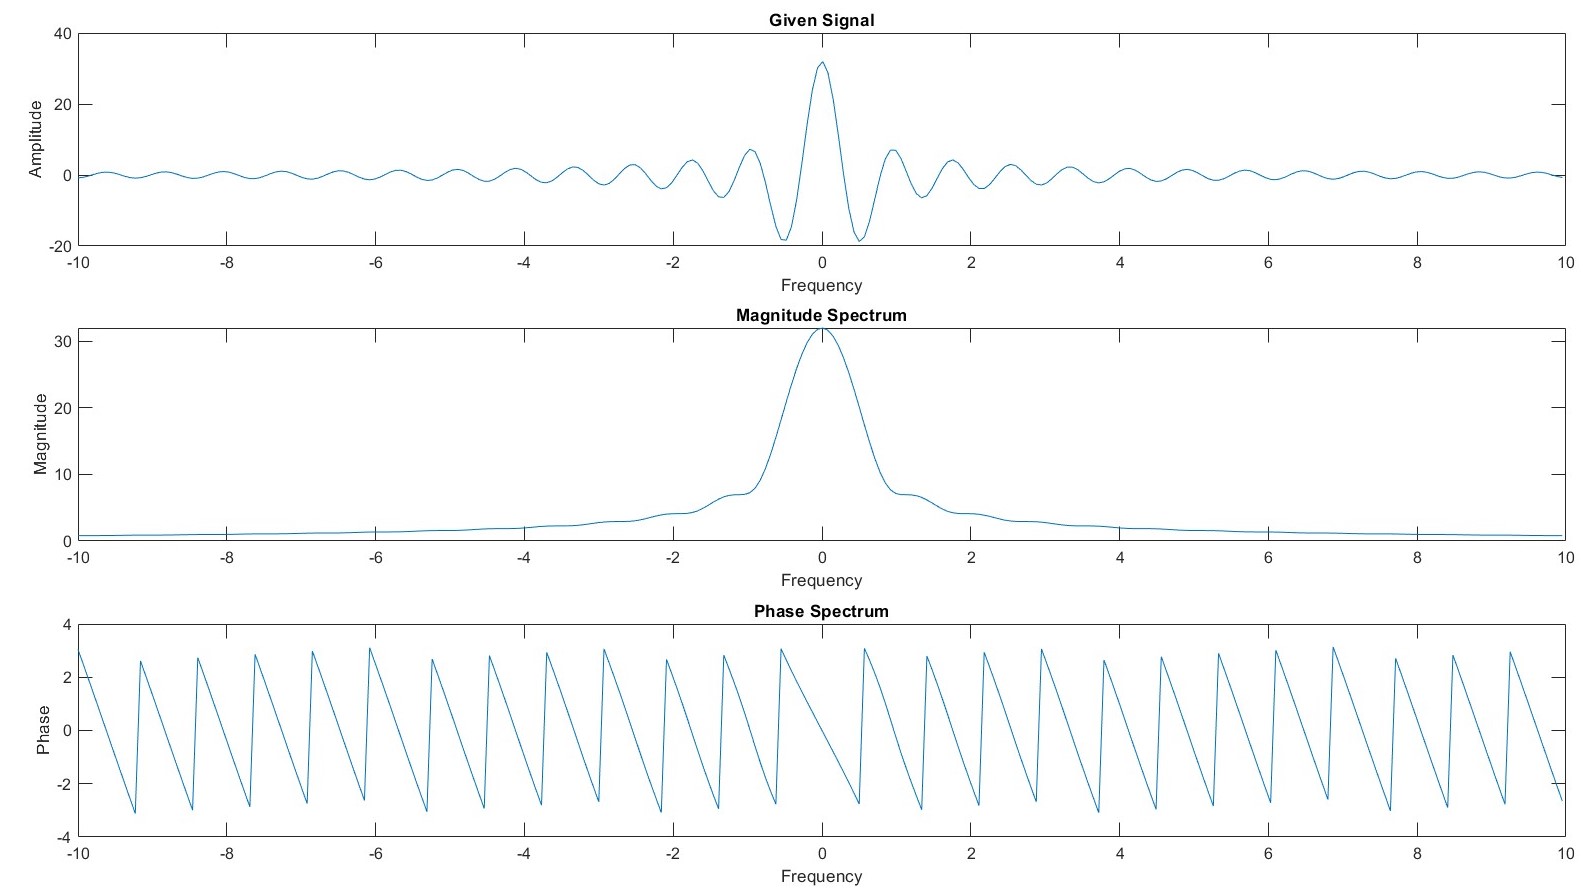 Given Signal
40
20
0
-20
Amplitude
-10 -8 -6 -4 -2 0 2 4 6 8 10
Frequency
Magnitude Spectrum
30
20
10
0
Magnitude
-10 -8 -6 -4 -2 0 2 4 6 8 10
Frequency
Phase Spectrum
4
2
0
-2
-4
Phase
-10 -8 -6 -4 -2 0 2 4 6 8 10
Frequency